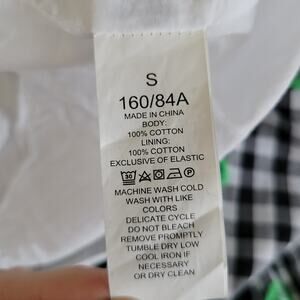 S
160/84A
MADE IN CHINA
BODY:
100% COTTON
LINING:
100% COTTON
EXCLUSIVE OF ELASTIC
MACHINE WASH COLD
WASH WITH LIKE
COLORS
DELICATE CYCLE
DO NOT BLEACH
REMOVE PROMPTLY
TUMBLE DRY LOW
COOL IRON IF
NECESSARY
OR DRY CLEAN